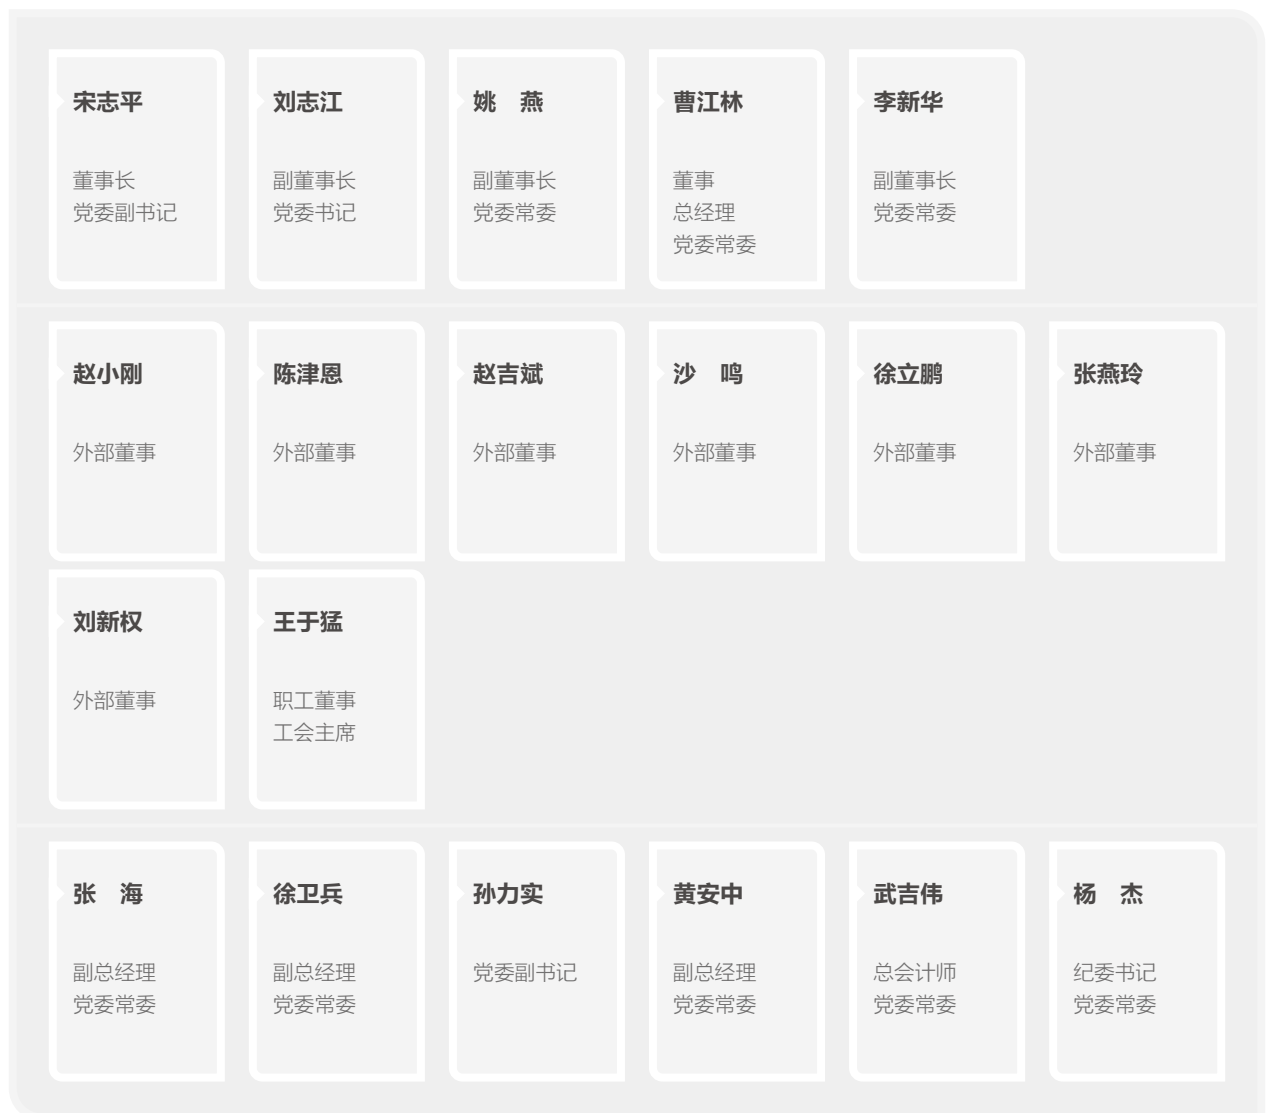 宋志平
董事长
党委副书记
刘志江
副董事长
党委书记
姚　燕
副董事长
党委常委
曹江林
董事
总经理
党委常委
李新华
副董事长
党委常委
赵小刚
外部董事
陈津恩
外部董事
赵吉斌
外部董事
沙　鸣
外部董事
徐立鹏
外部董事
张燕玲
外部董事
刘新权
外部董事
王于猛
职工董事
工会主席
张　海
副总经理
党委常委
徐卫兵
副总经理
党委常委
孙力实
党委副书记
黄安中
副总经理
党委常委
武吉伟
总会计师
党委常委
杨　杰
纪委书记
党委常委